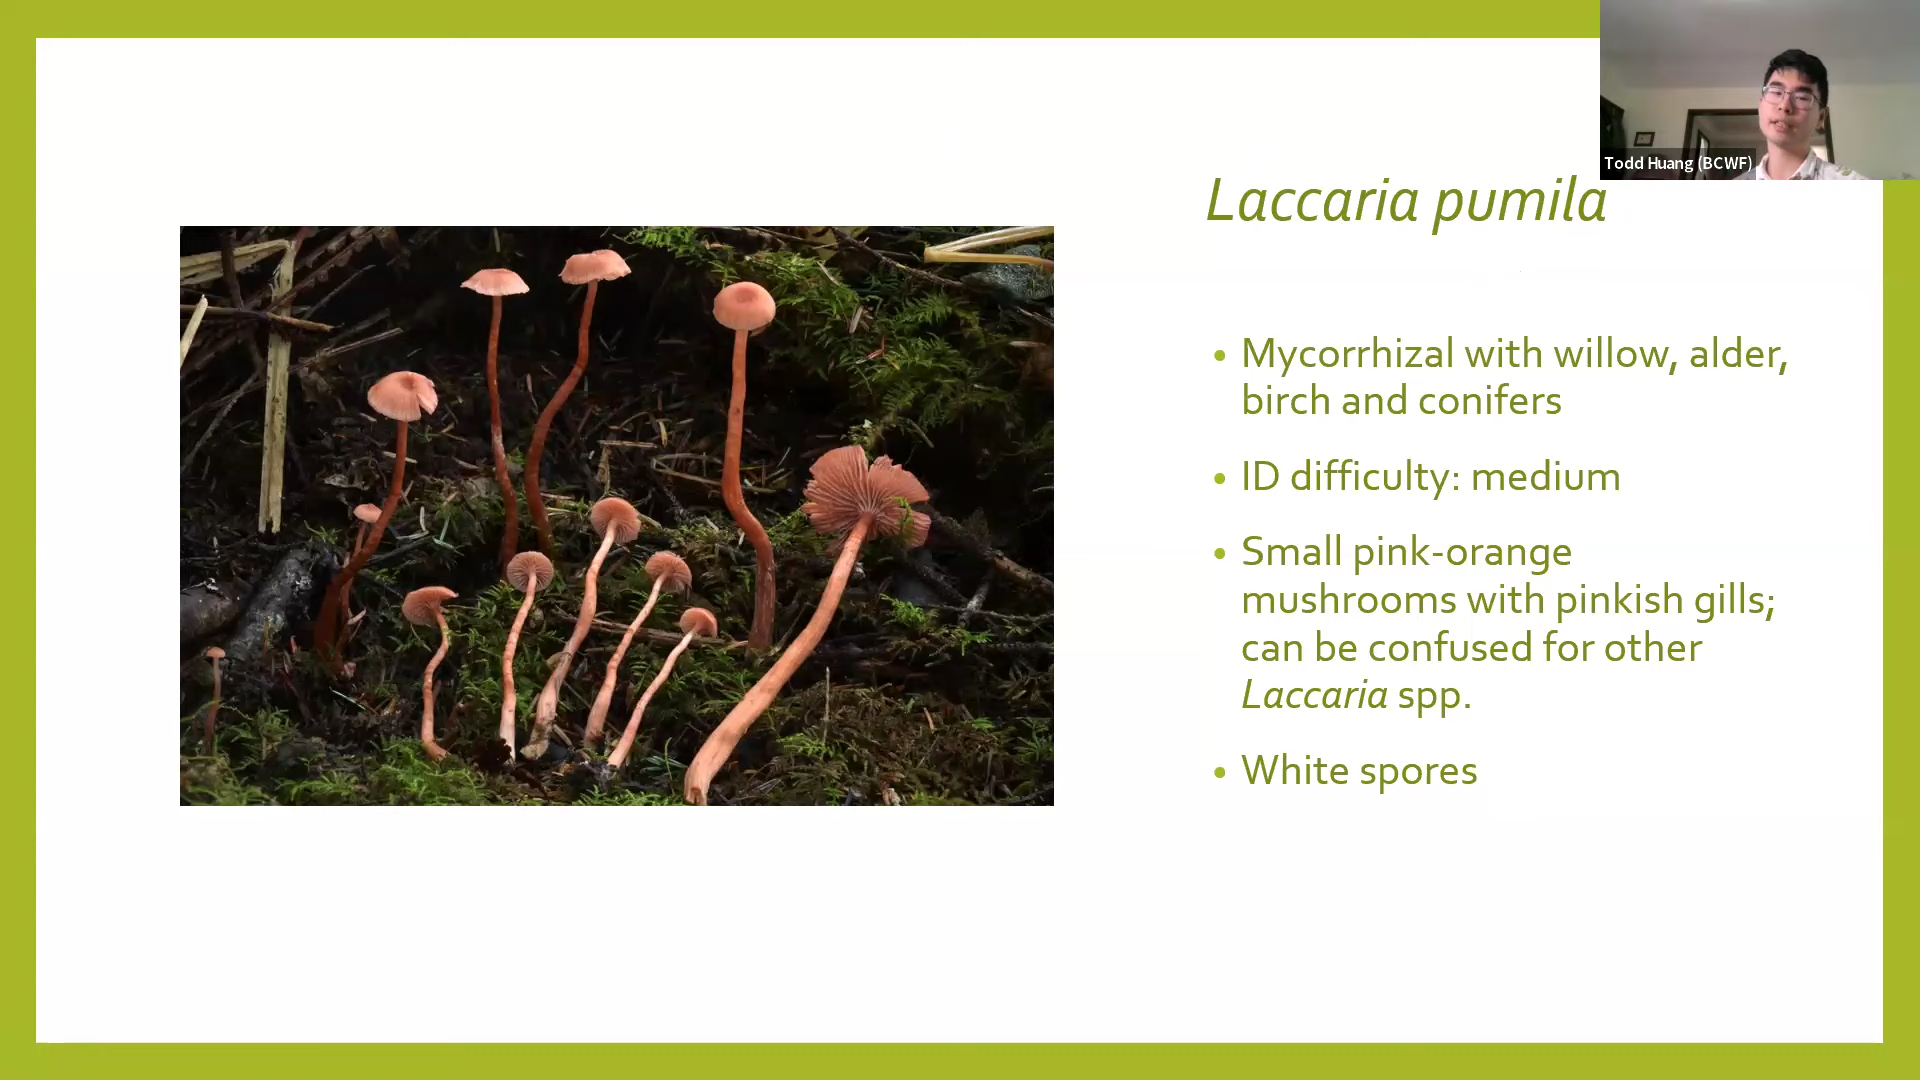 Todd Huang (BCWF)
Laccaria pumila
• Mycorrhizal with willow, alder,
birch and conifers
• ID difficulty: medium
• Small pink-orange
mushrooms with pinkish gills;
can be confused for other
Laccaria spp.
• White spores